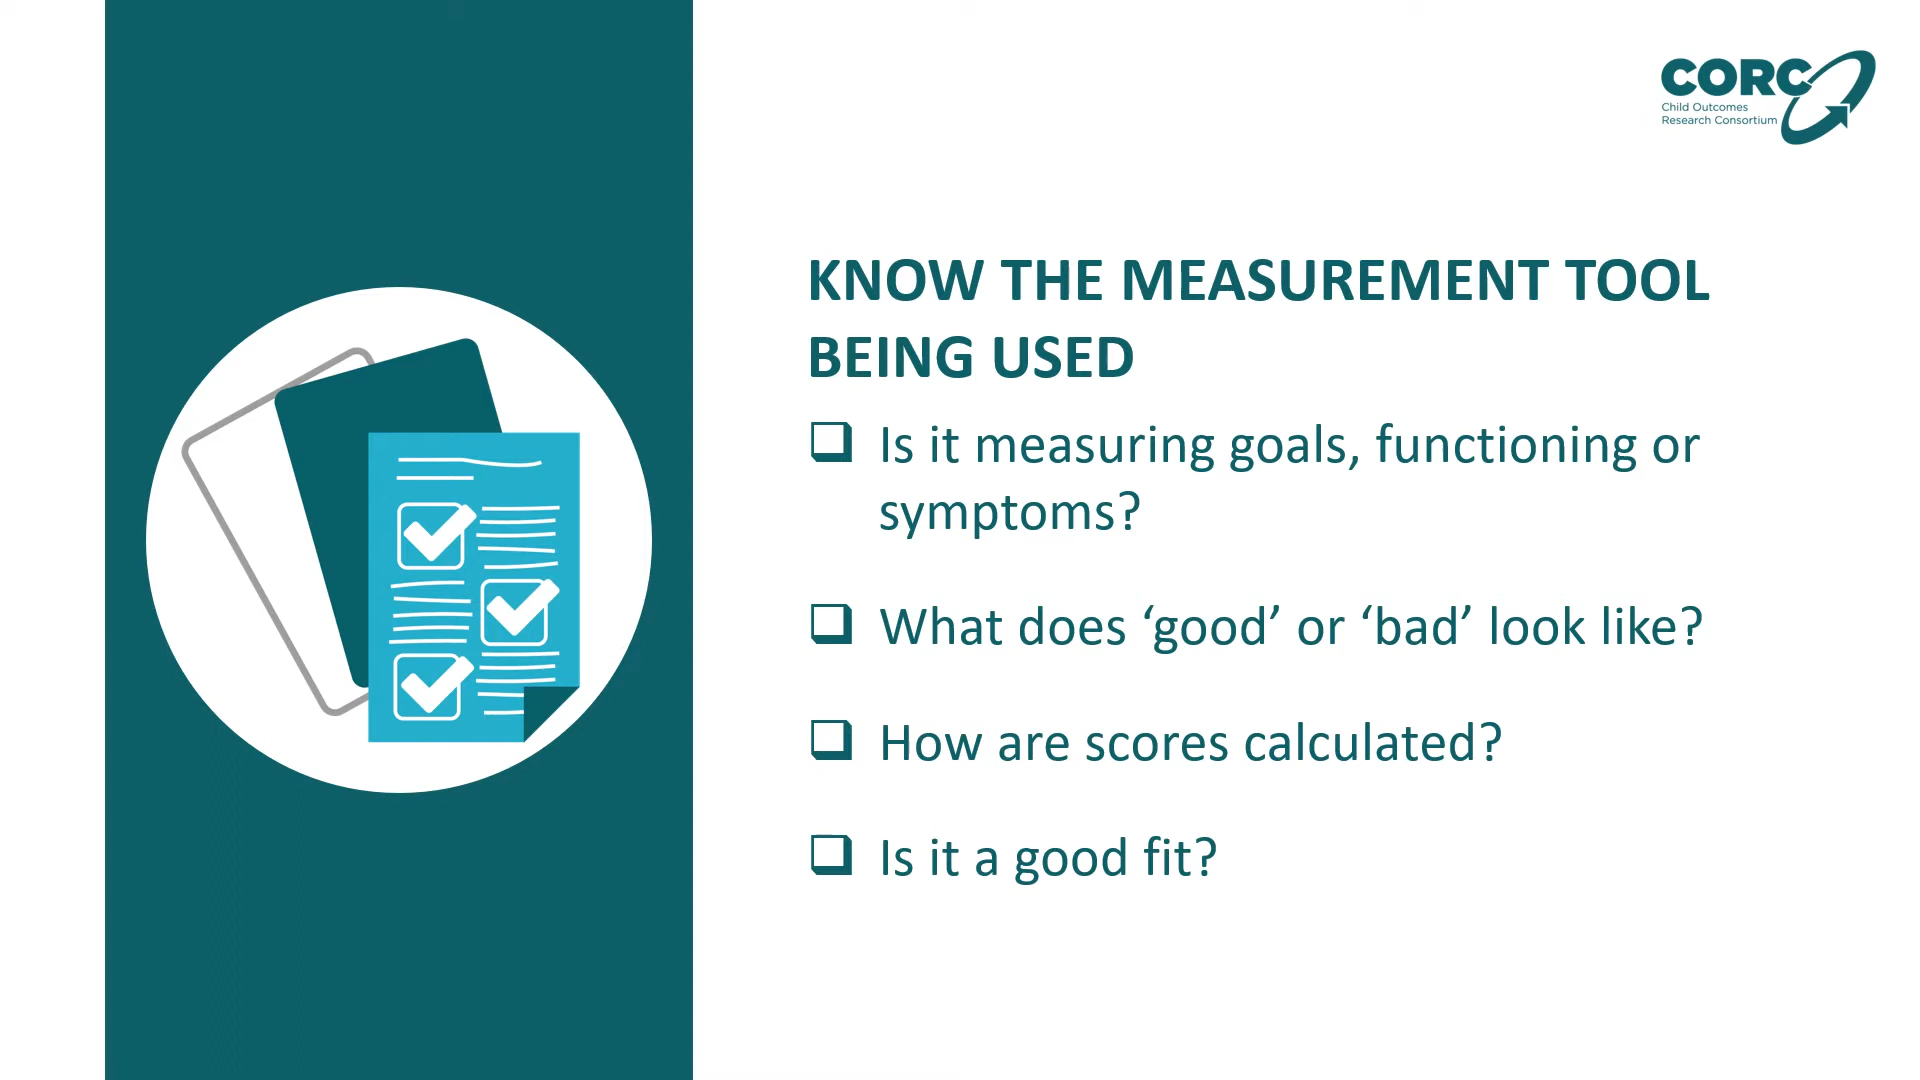 CORC
Child Outcomes
Research Consortium
KNOW THE MEASUREMENT TOOL
BEING USED
Is it measuring goals, functioning or
symptoms?
What does ‘good’ or ‘bad’ look like?
How are scores calculated?
Is it a good fit?